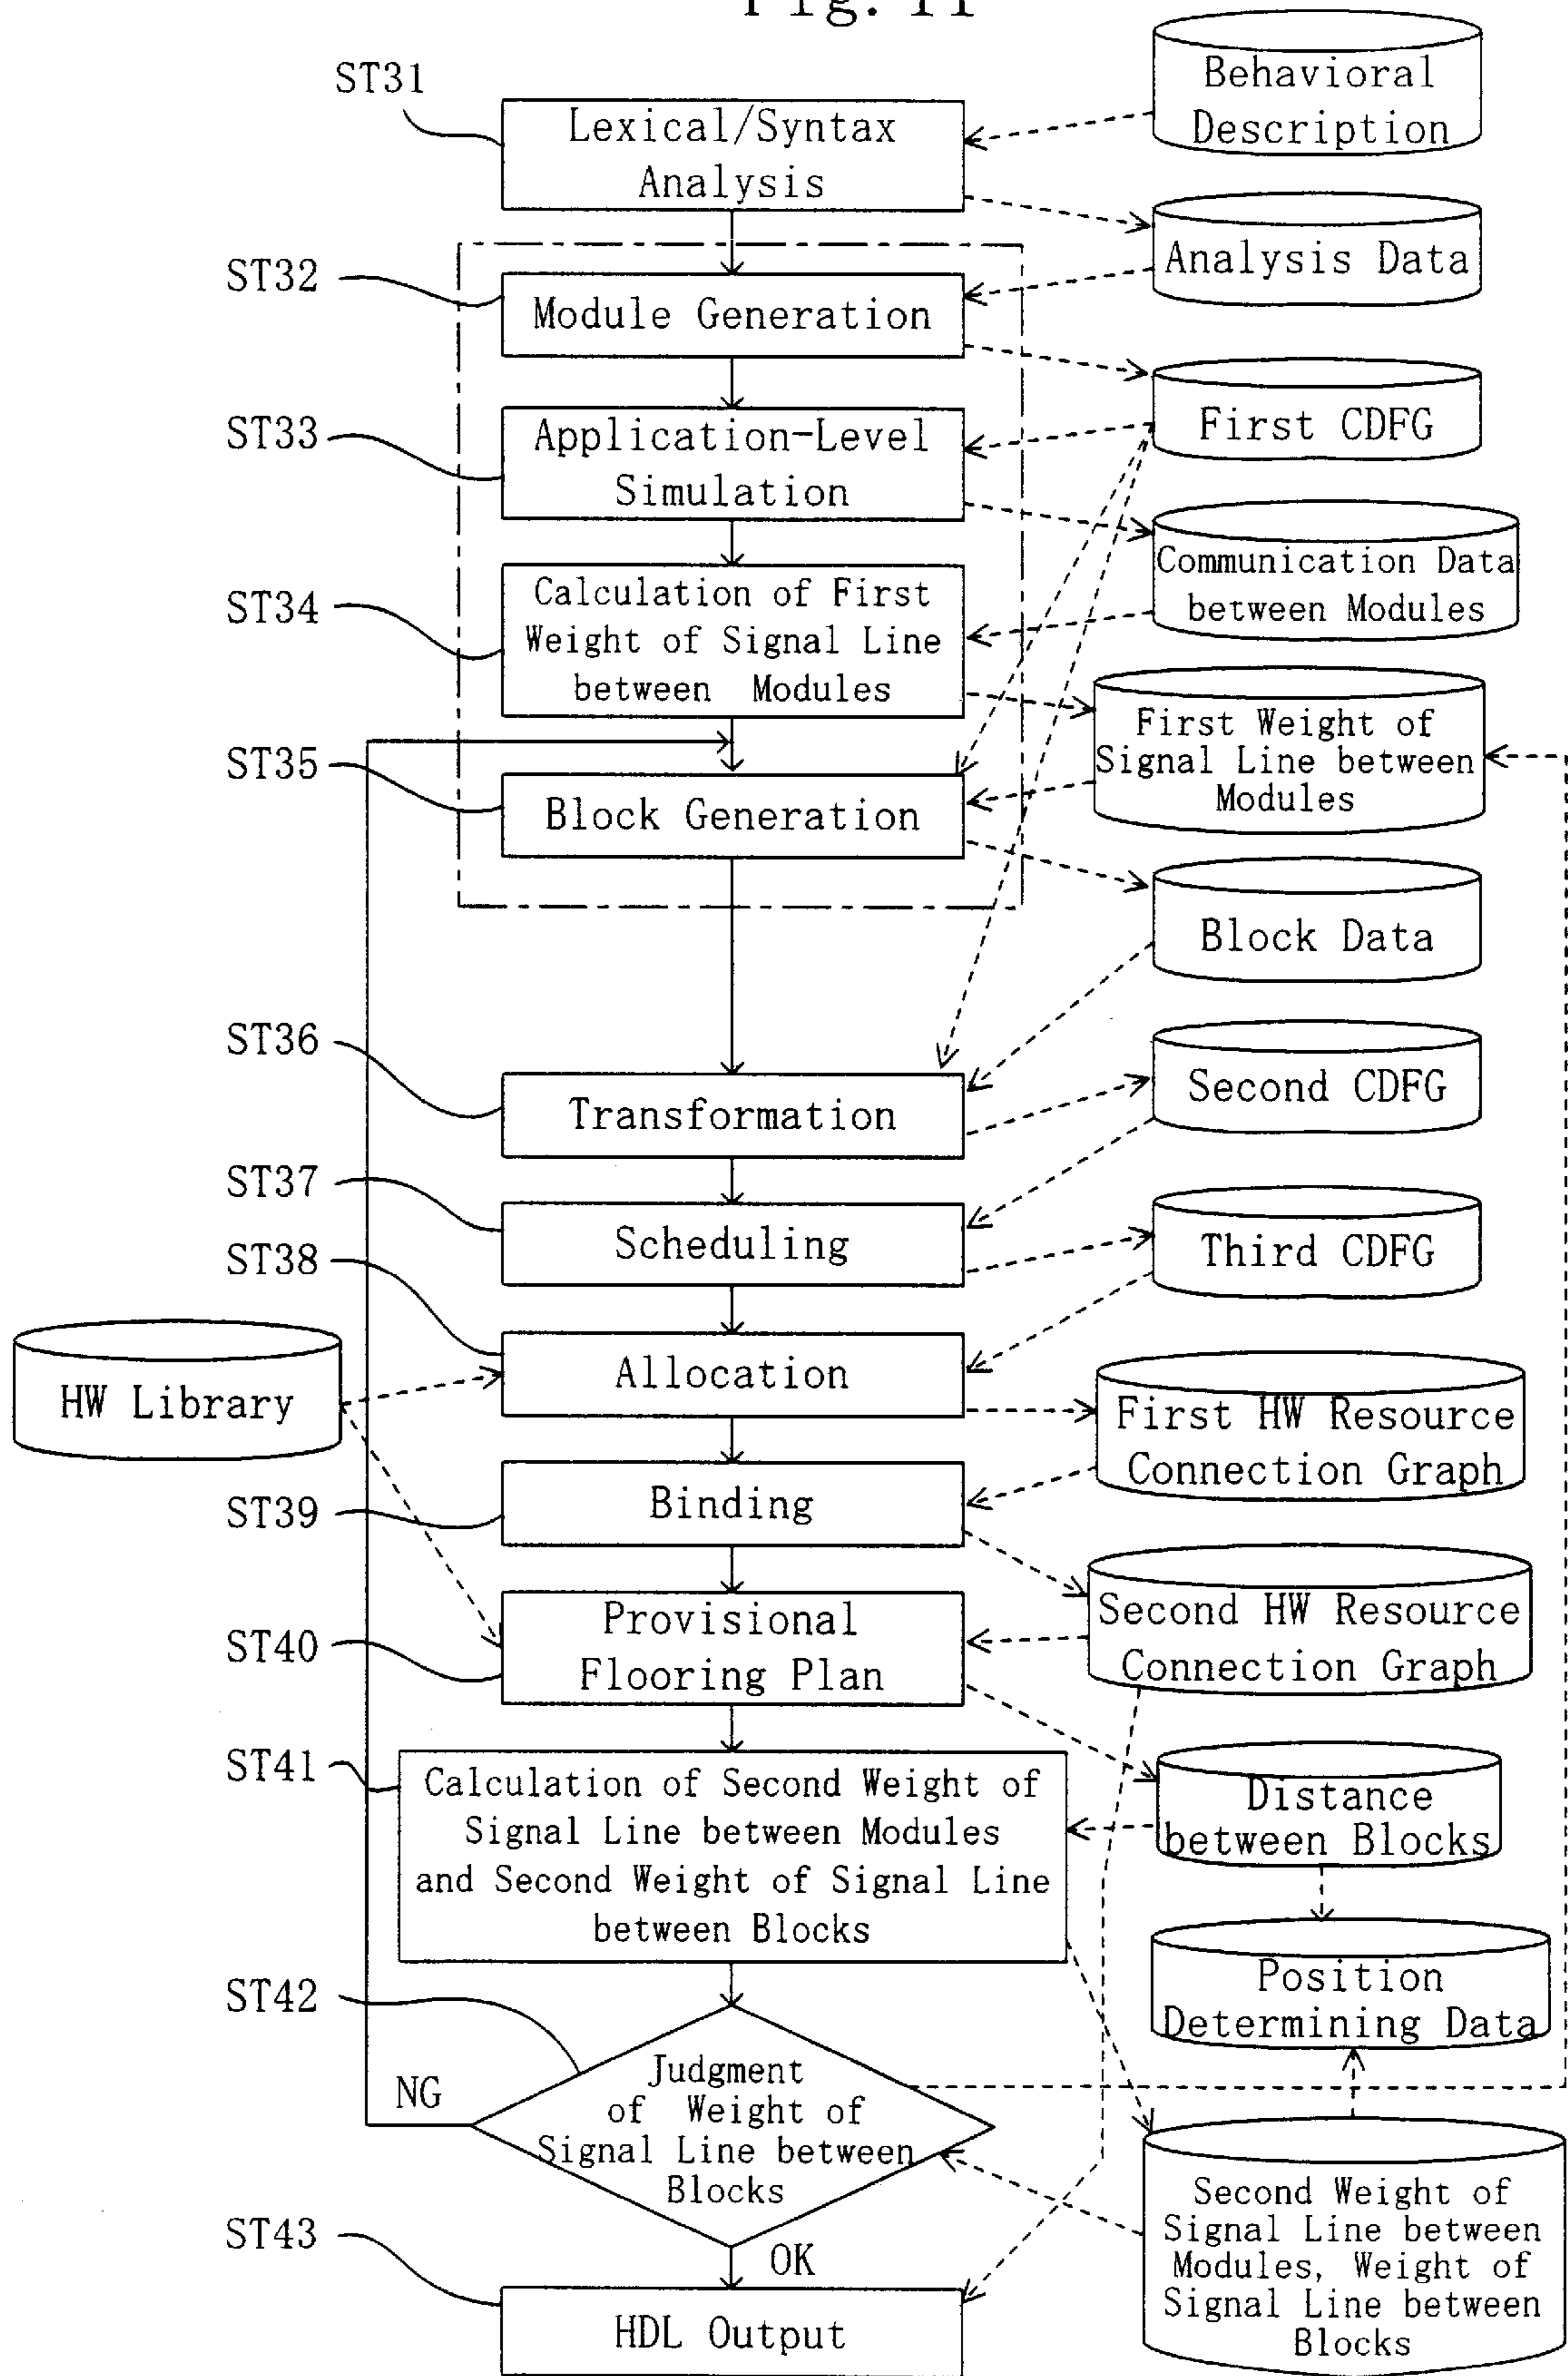 Fig. 11
ST31
Lexical/Syntax
Analysis
Behavioral
Description
Analysis Data
ST32
Module Generation
First CDFG
ST33
Application-Level
Simulation
Communication Data
between Modules
ST34
Calculation of First
Weight of Signal Line
between Modules
First Weight of
Signal Line between
Modules
ST35
Block Generation
Block Data
ST36
Transformation
Second CDFG
ST37
Scheduling
Third CDFG
ST38
Allocation
HW Library
First HW Resource
Connection Graph
ST39
Binding
Second HW Resource
Connection Graph
ST40
Provisional
Flooring Plan
Distance
between Blocks
ST41
Calculation of Second Weight of
Signal Line between Modules
and Second Weight of Signal Line
between Blocks
Position
Determining Data
ST42
Judgment
of Weight of
Signal Line between
Blocks
NG
OK
Second Weight of
Signal Line between
Modules, Weight of
Signal Line between
Blocks
ST43
HDL Output